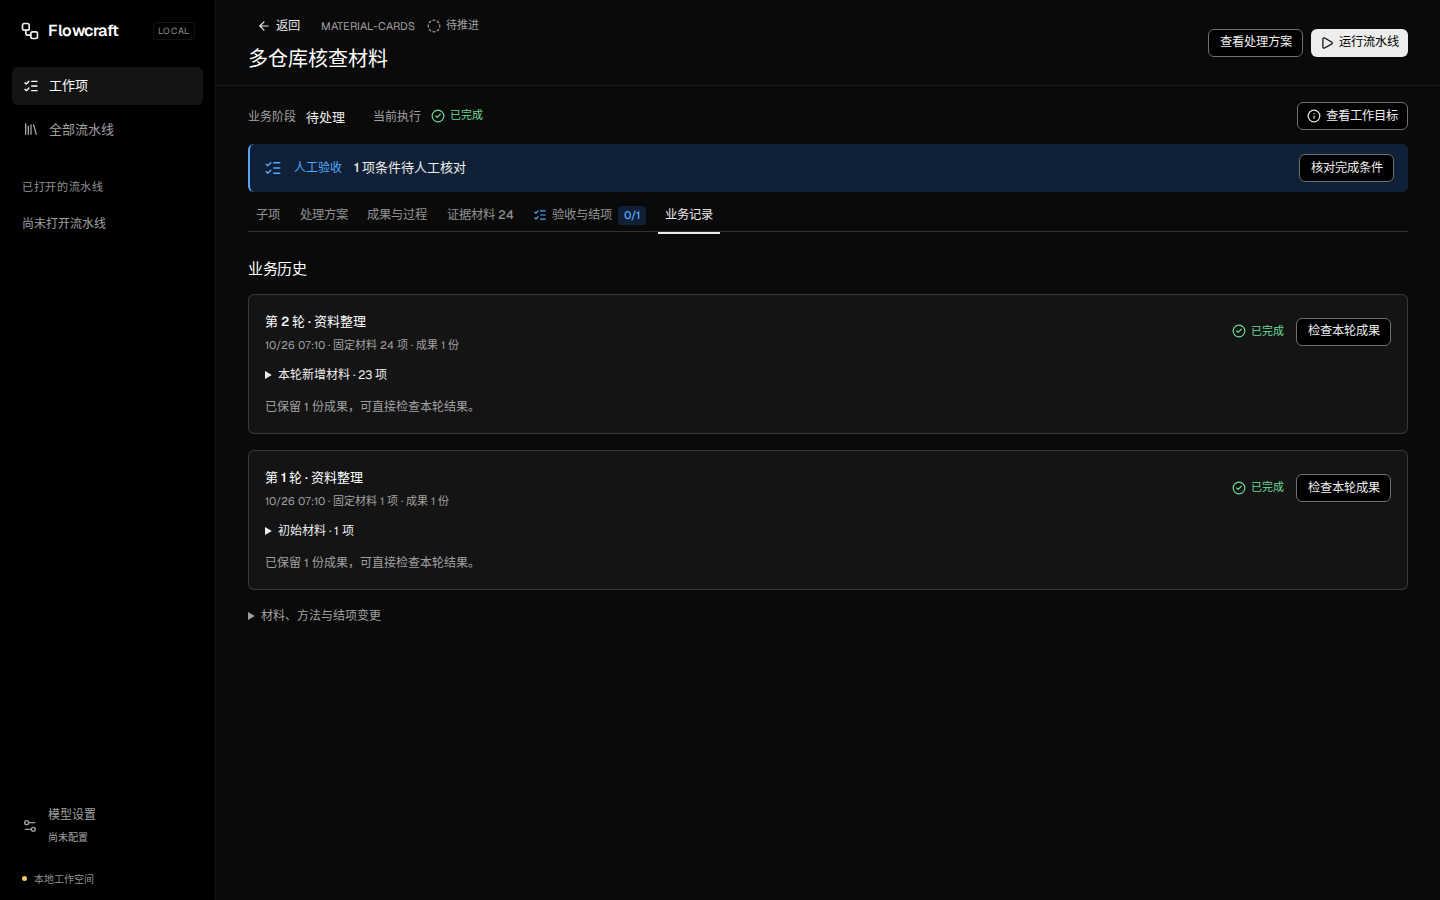 Flowcraft
LOCAL
工作项
全部流水线
已打开的流水线
尚未打开流水线
模型设置
尚未配置
本地工作空间
返回
MATERIAL-CARDS
待推进
多仓库核查材料
查看处理方案
运行流水线
业务阶段 待处理
当前执行 已完成
查看工作目标
人工验收 1 项条件待人工核对
核对完成条件
子项
处理方案
成果与过程
证据材料 24
验收与结项 0/1
业务记录
业务历史
第 2 轮 · 资料整理
10/26 07:10 · 固定材料 24 项 · 成果 1 份
已完成
检查本轮成果
本轮新增材料 · 23 项
已保留 1 份成果，可直接检查本轮结果。
第 1 轮 · 资料整理
10/26 07:10 · 固定材料 1 项 · 成果 1 份
已完成
检查本轮成果
初始材料 · 1 项
已保留 1 份成果，可直接检查本轮结果。
材料、方法与结项变更